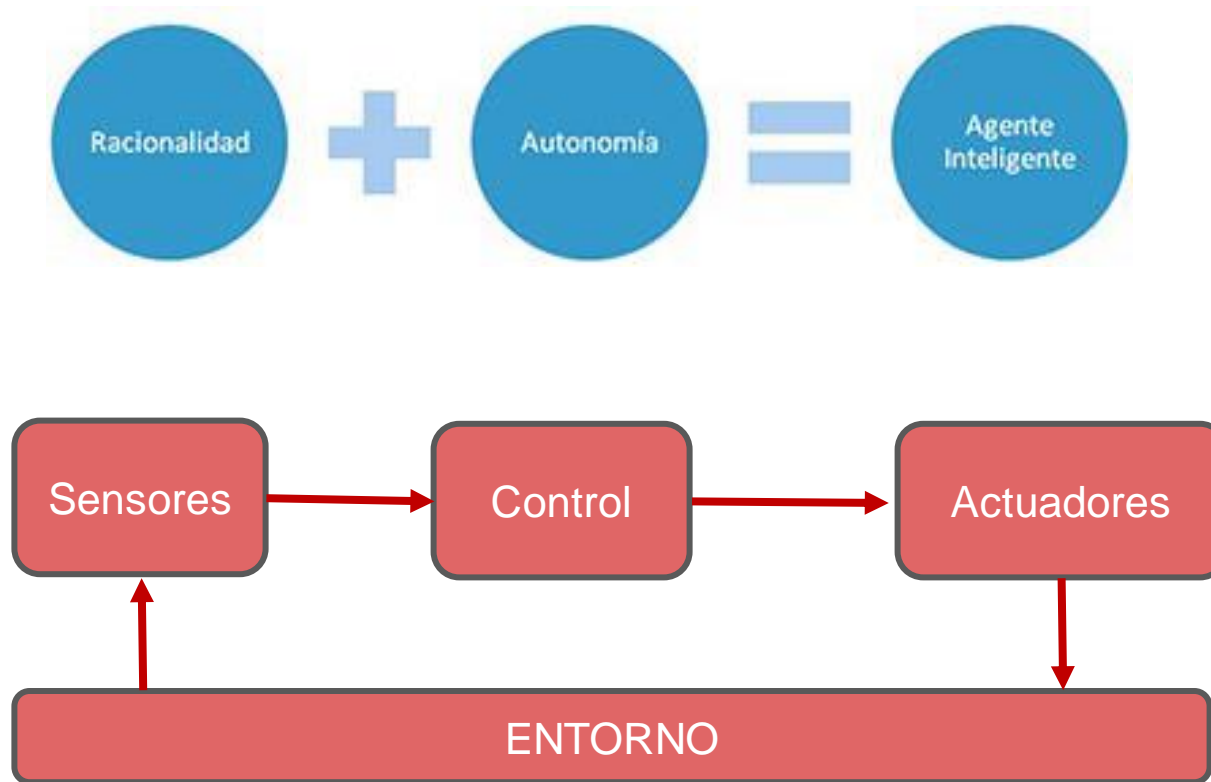 Racionalidad
Autonomía
Agente
Inteligente
Sensores
Control
Actuadores
ENTORNO